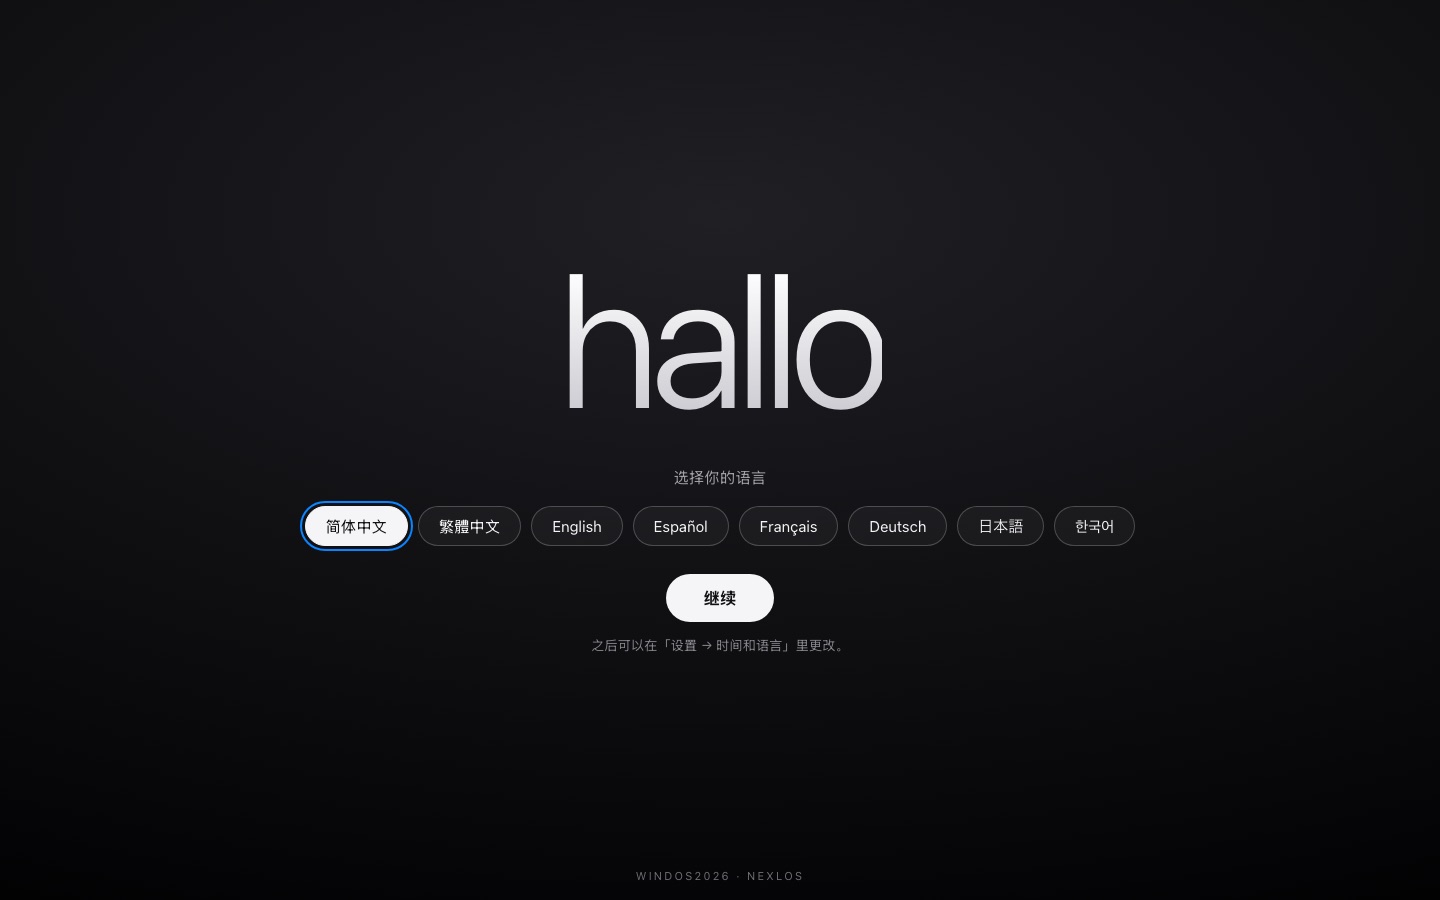 hallo
选择你的语言
简体中文 繁體中文 English Español Français Deutsch 日本語 한국어
继续
之后可以在「设置 → 时间和语言」里更改。
WINDOS2026 · NEXLOS